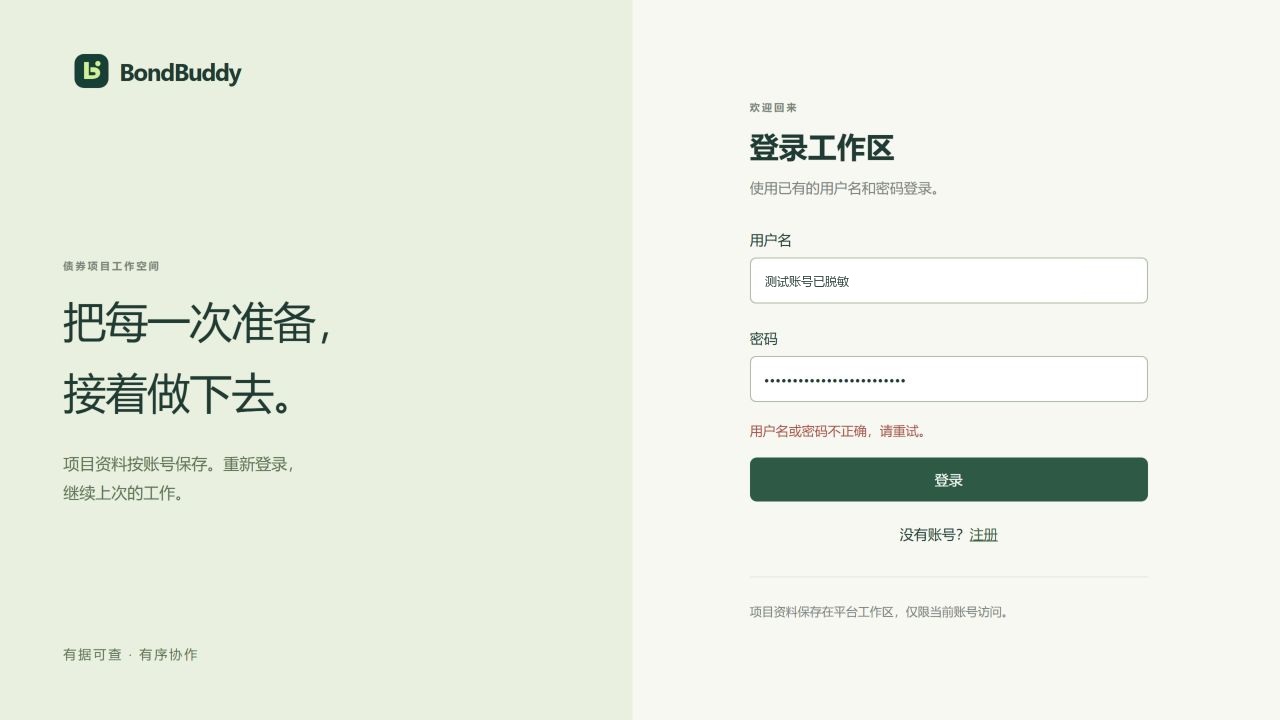 BondBuddy
债券项目工作空间
把每一次准备，
接着做下去。
项目资料按账号保存。重新登录，
继续上次的工作。
有据可查 · 有序协作
欢迎回来
登录工作区
使用已有的用户名和密码登录。
用户名
测试账号已脱敏
密码
•••••••••••••••••••••••••
用户名或密码不正确，请重试。
登录
没有账号？注册
项目资料保存在平台工作区，仅限当前账号访问。